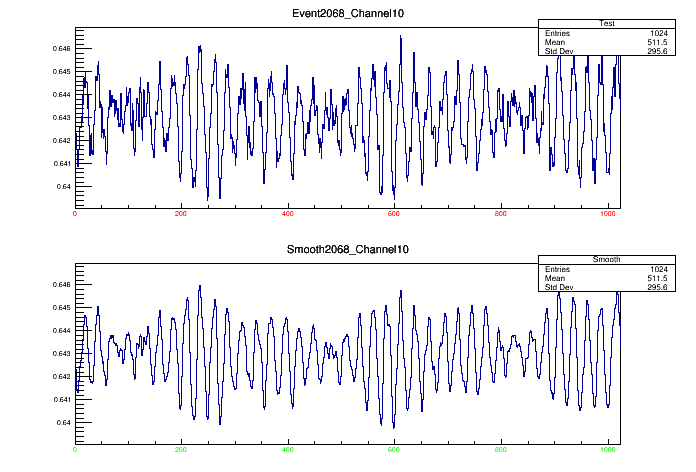 Event2068_Channel10
Test
Entries 1024
Mean 511.5
Std Dev 295.6
0.646
0.645
0.644
0.643
0.642
0.641
0.64
0 200 400 600 800 1000
Smooth2068_Channel10
Smooth
Entries 1024
Mean 511.5
Std Dev 295.6
0.646
0.645
0.644
0.643
0.642
0.641
0.64
0 200 400 600 800 1000